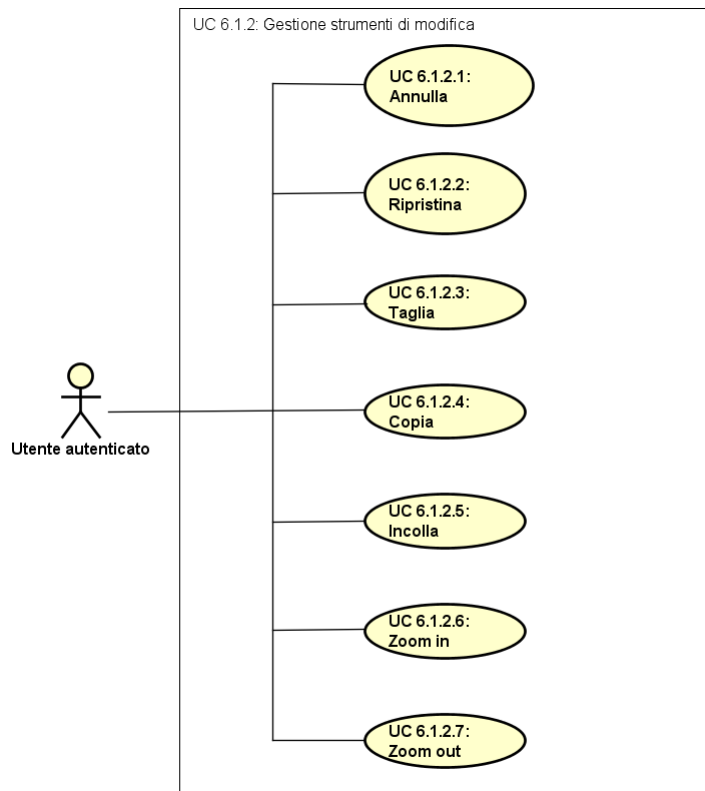 UC 6.1.2: Gestione strumenti di modifica
UC 6.1.2.1:
Annulla
UC 6.1.2.2:
Ripristina
UC 6.1.2.3:
Taglia
Utente autenticato
UC 6.1.2.4:
Copia
UC 6.1.2.5:
Incolla
UC 6.1.2.6:
Zoom in
UC 6.1.2.7:
Zoom out